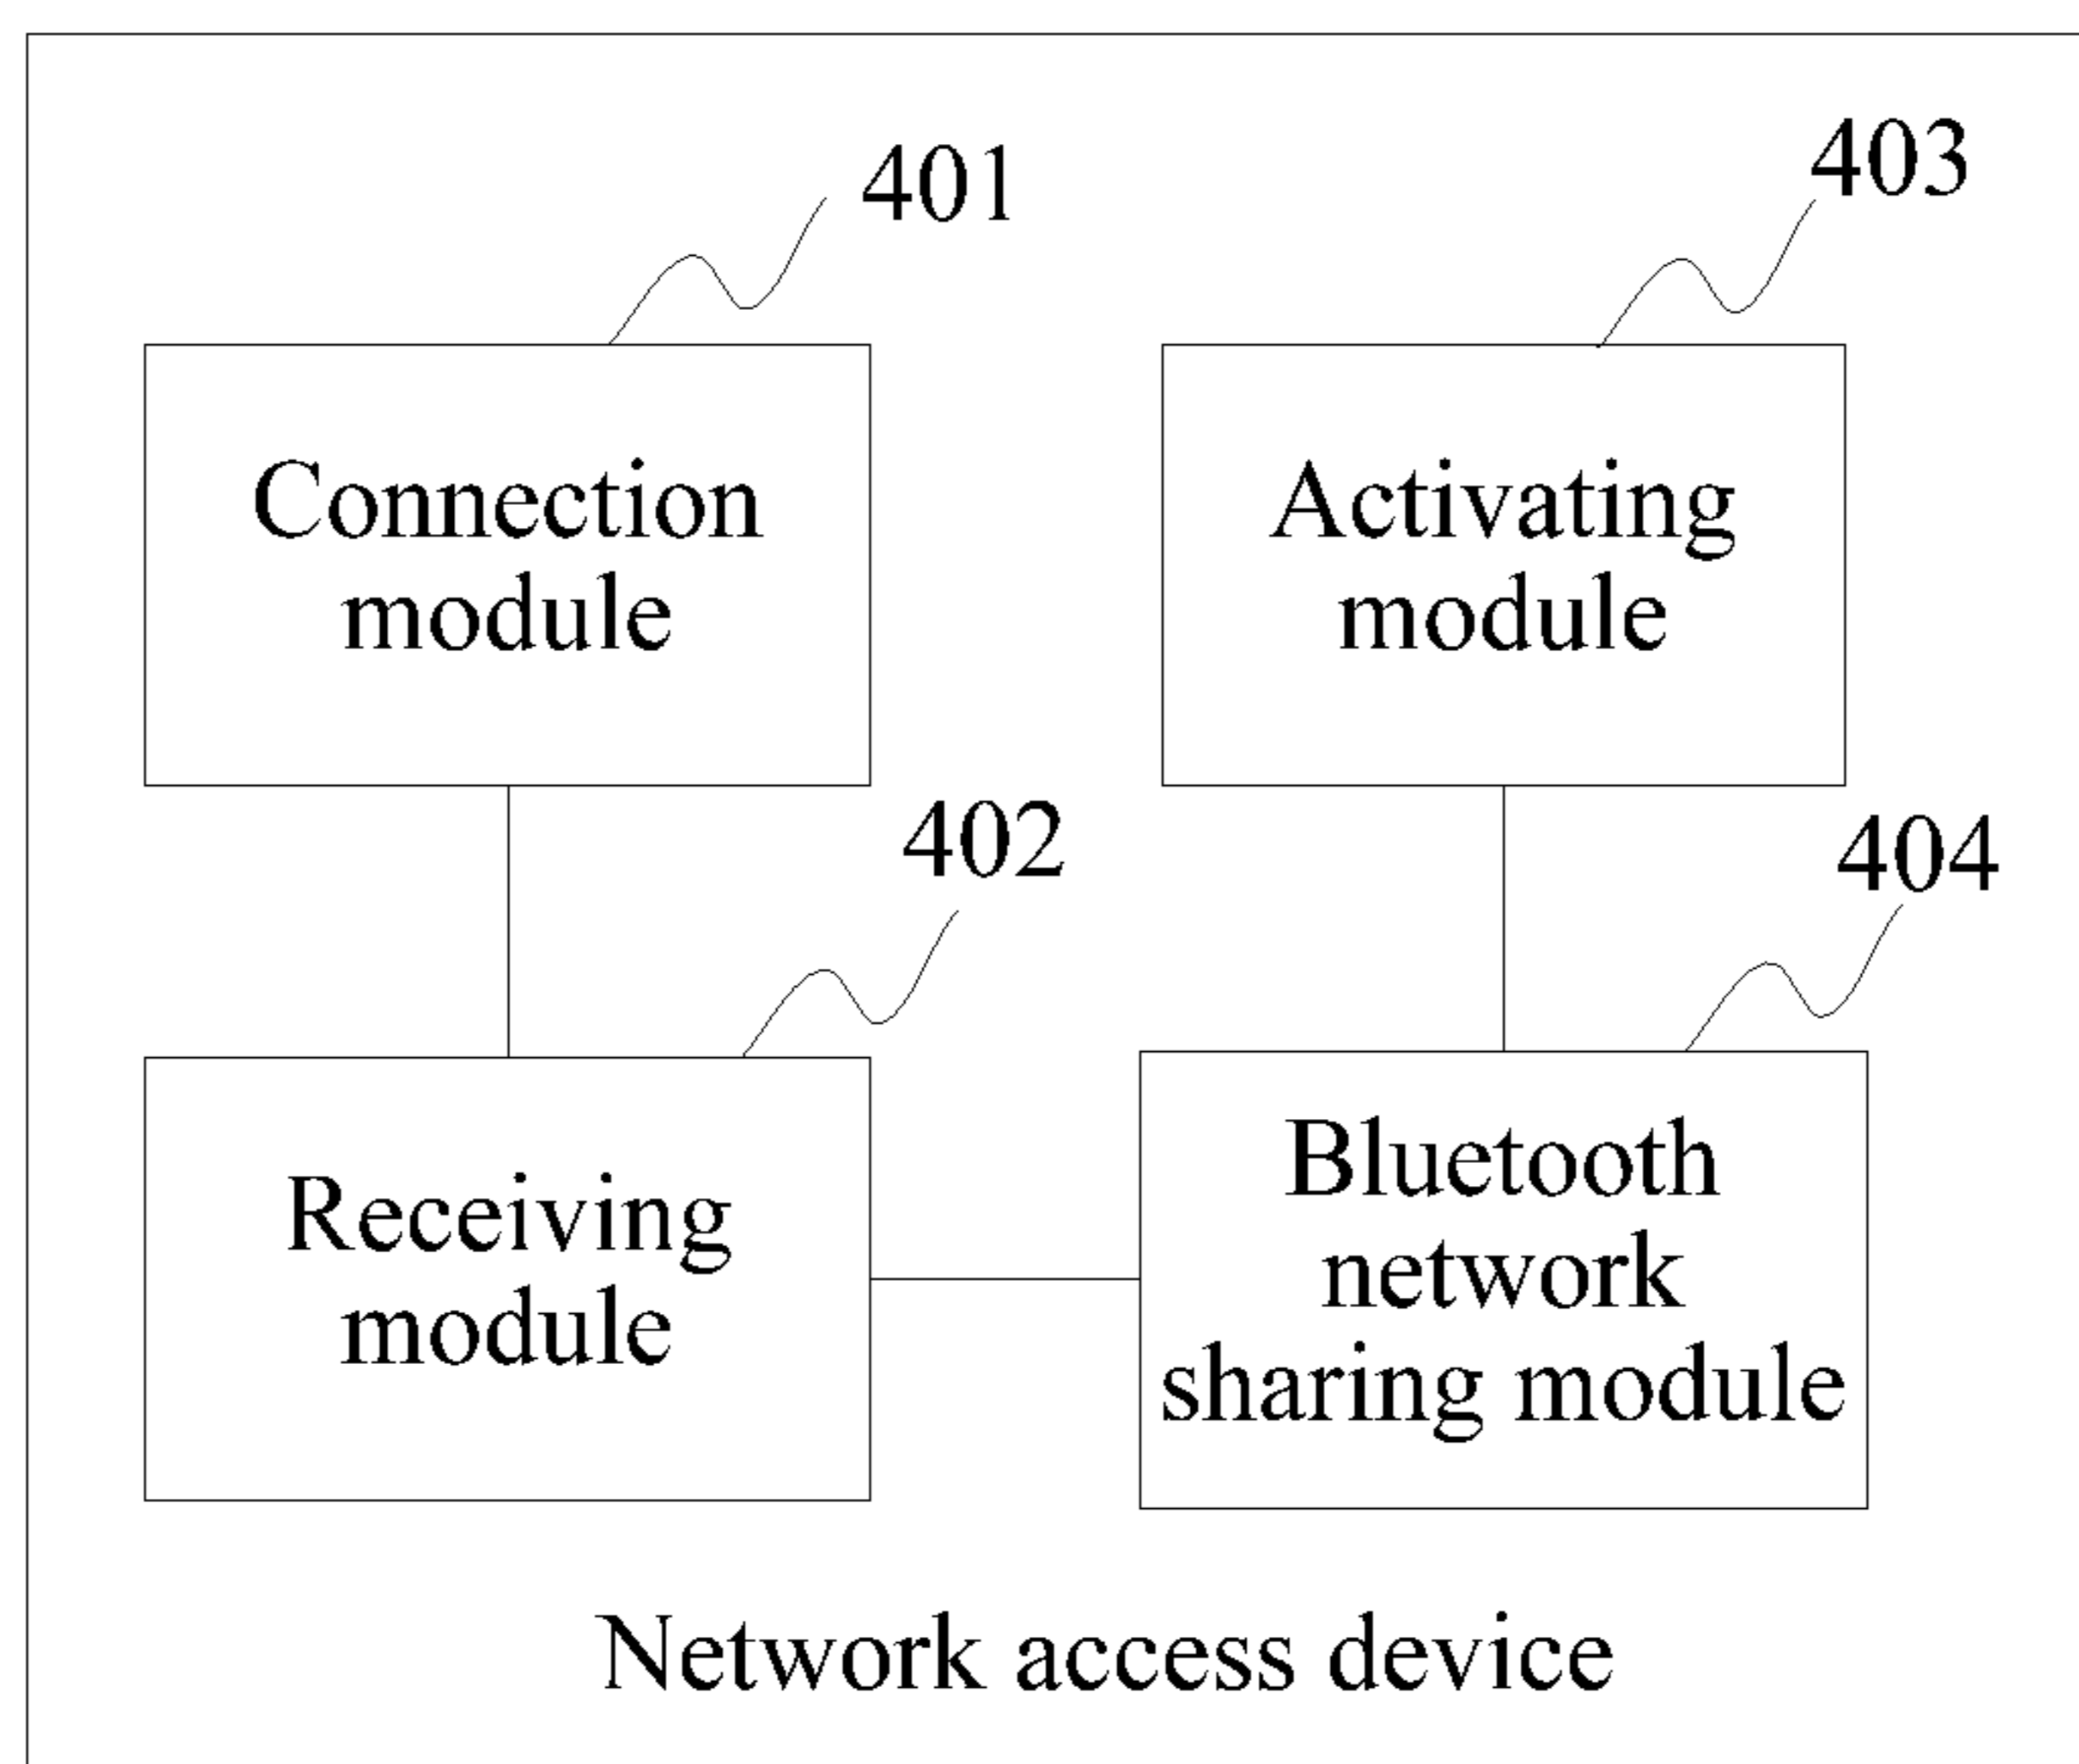 401
403
Connection
module
Activating
module
402
404
Receiving
module
Bluetooth
network
sharing module
Network access device